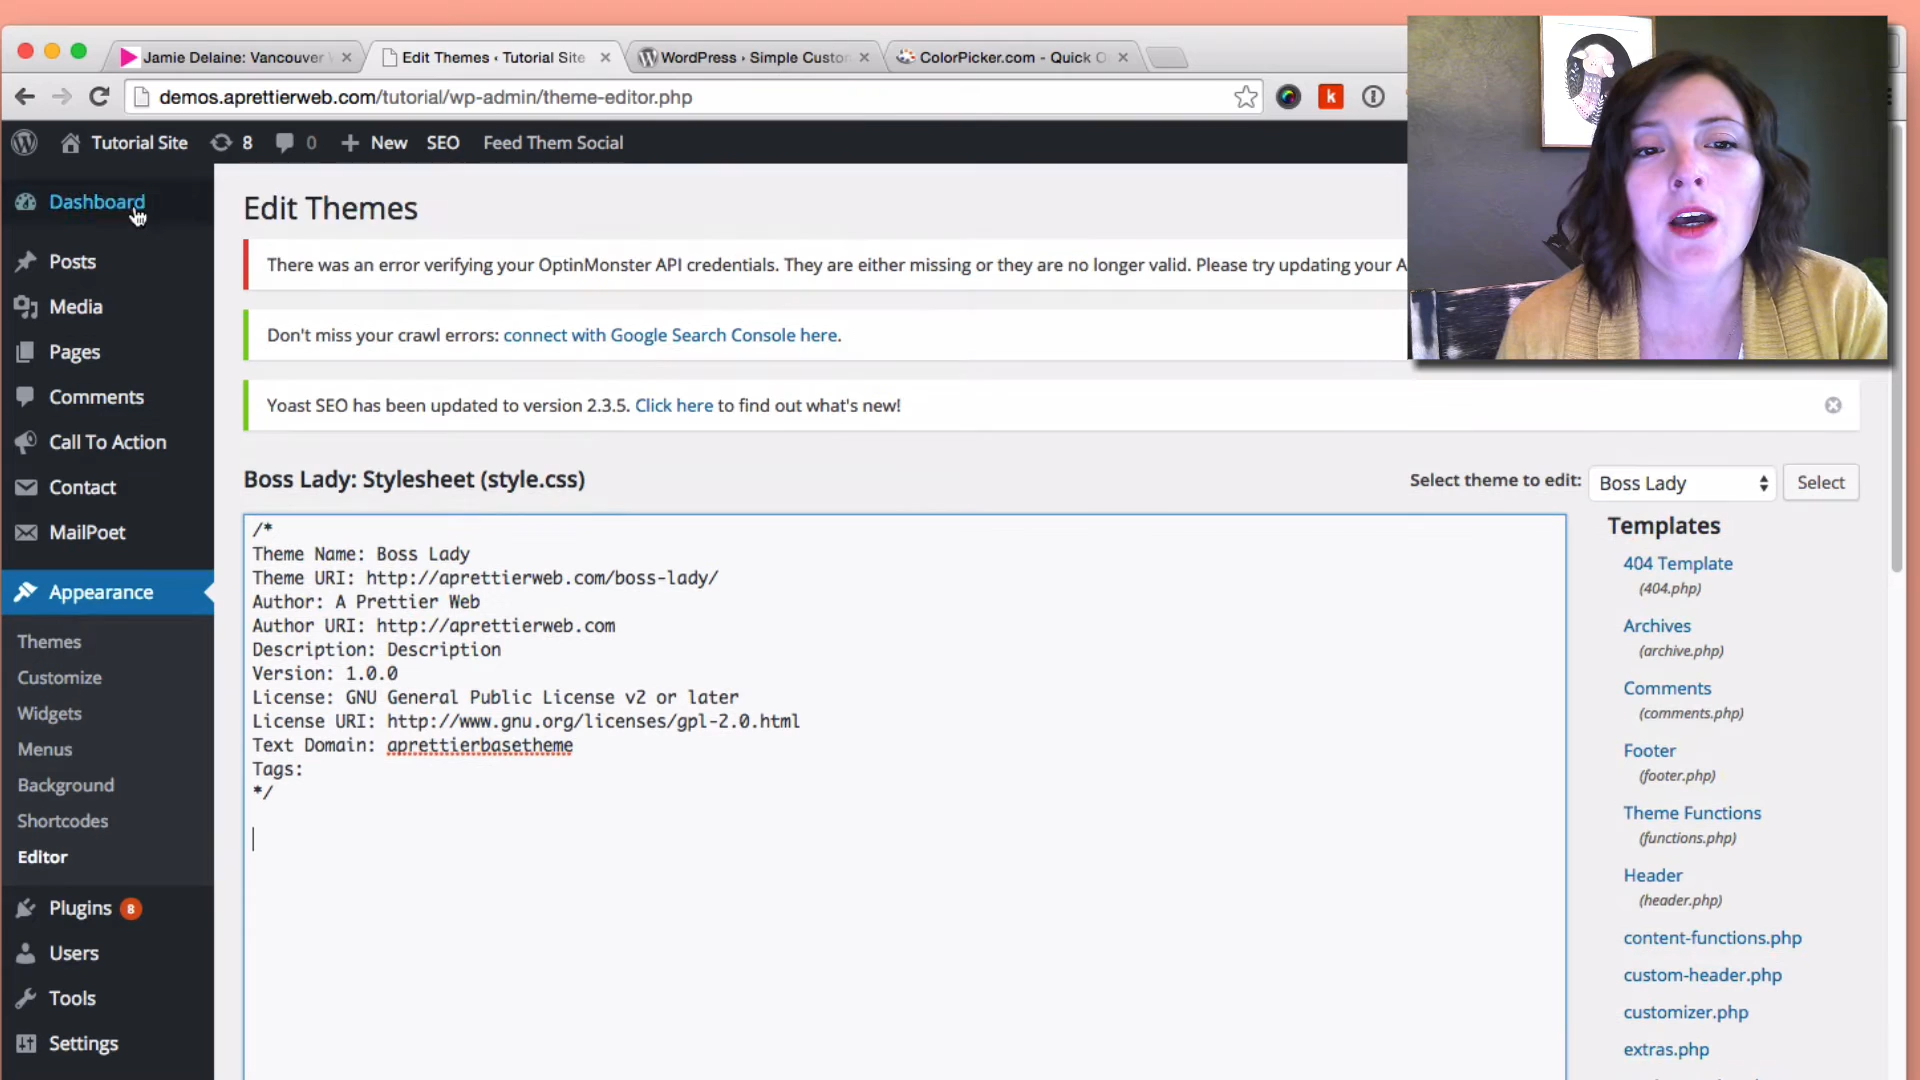 Jamie Delaine: Vancouver
Edit Themes ‹ Tutorial Site
WordPress › Simple Custom
ColorPicker.com - Quick O
demos.aprettierweb.com/tutorial/wp-admin/theme-editor.php
k
Tutorial Site
8
0
New
SEO
Feed Them Social
Dashboard
Posts
Media
Pages
Comments
Call To Action
Contact
MailPoet
Appearance
Themes
Customize
Widgets
Menus
Background
Shortcodes
Editor
Plugins 8
Users
Tools
Settings
Edit Themes
There was an error verifying your OptinMonster API credentials. They are either missing or they are no longer valid. Please try updating your A
Don't miss your crawl errors: connect with Google Search Console here.
Yoast SEO has been updated to version 2.3.5. Click here to find out what's new!
Boss Lady: Stylesheet (style.css)
Select theme to edit: Boss Lady Select
/*
Theme Name: Boss Lady
Theme URI: http://aprettierweb.com/boss-lady/
Author: A Prettier Web
Author URI: http://aprettierweb.com
Description: Description
Version: 1.0.0
License: GNU General Public License v2 or later
License URI: http://www.gnu.org/licenses/gpl-2.0.html
Text Domain: aprettierbasetheme
Tags:
*/
Templates
404 Template
(404.php)
Archives
(archive.php)
Comments
(comments.php)
Footer
(footer.php)
Theme Functions
(functions.php)
Header
(header.php)
content-functions.php
custom-header.php
customizer.php
extras.php